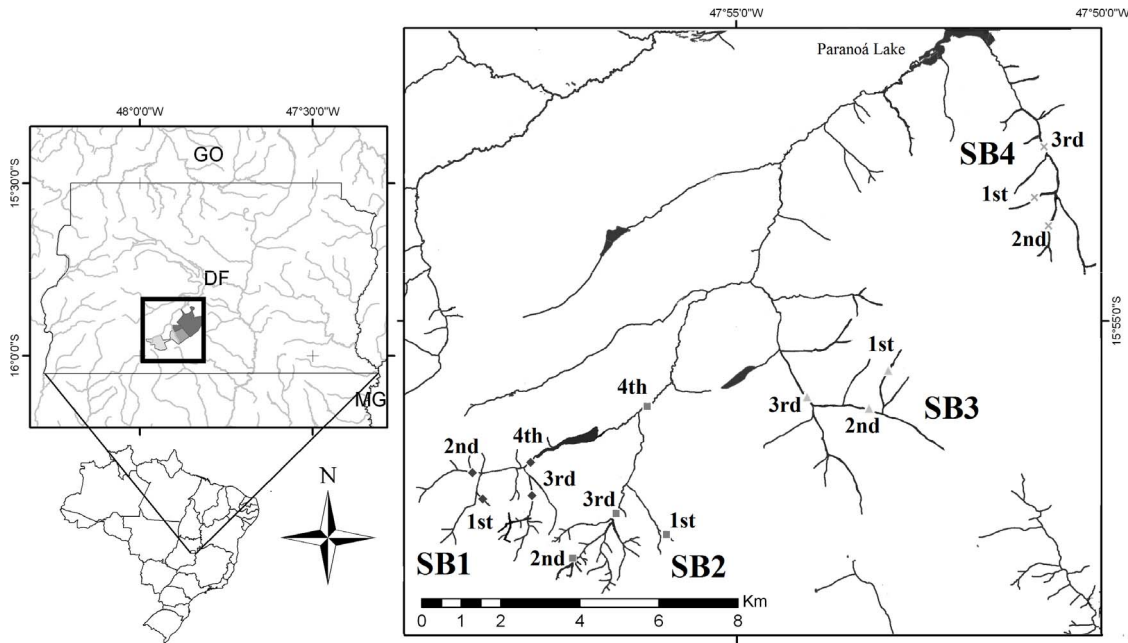 47°55'0"W
47°50'0"W
Paranoá Lake
48°0'0"W
47°30'0"W
GO
15°30'0"S
DF
16°0'0"S
MG
N
3rd
SB4
1st
2nd
15°55'0"S
1st
4th
3rd
SB3
2nd
2nd
4th
3rd
1st
3rd
1st
SB1
2nd
SB2
0 1 2 4 6 8 Km